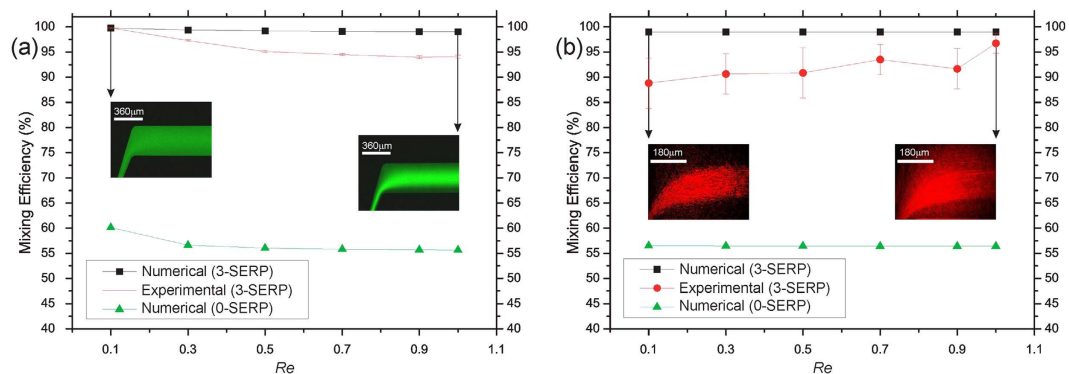 (a)
Mixing Efficiency (%)
100
95
90
85
80
75
70
65
60
55
50
45
40
100
95
90
85
80
75
70
65
60
55
50
45
40
360μm
360μm
Numerical (3-SERP)
Experimental (3-SERP)
Numerical (0-SERP)
0.1 0.3 0.5 0.7 0.9 1.1
Re
(b)
Mixing Efficiency (%)
100
95
90
85
80
75
70
65
60
55
50
45
40
100
95
90
85
80
75
70
65
60
55
50
45
40
180μm
180μm
Numerical (3-SERP)
Experimental (3-SERP)
Numerical (0-SERP)
0.1 0.3 0.5 0.7 0.9 1.1
Re